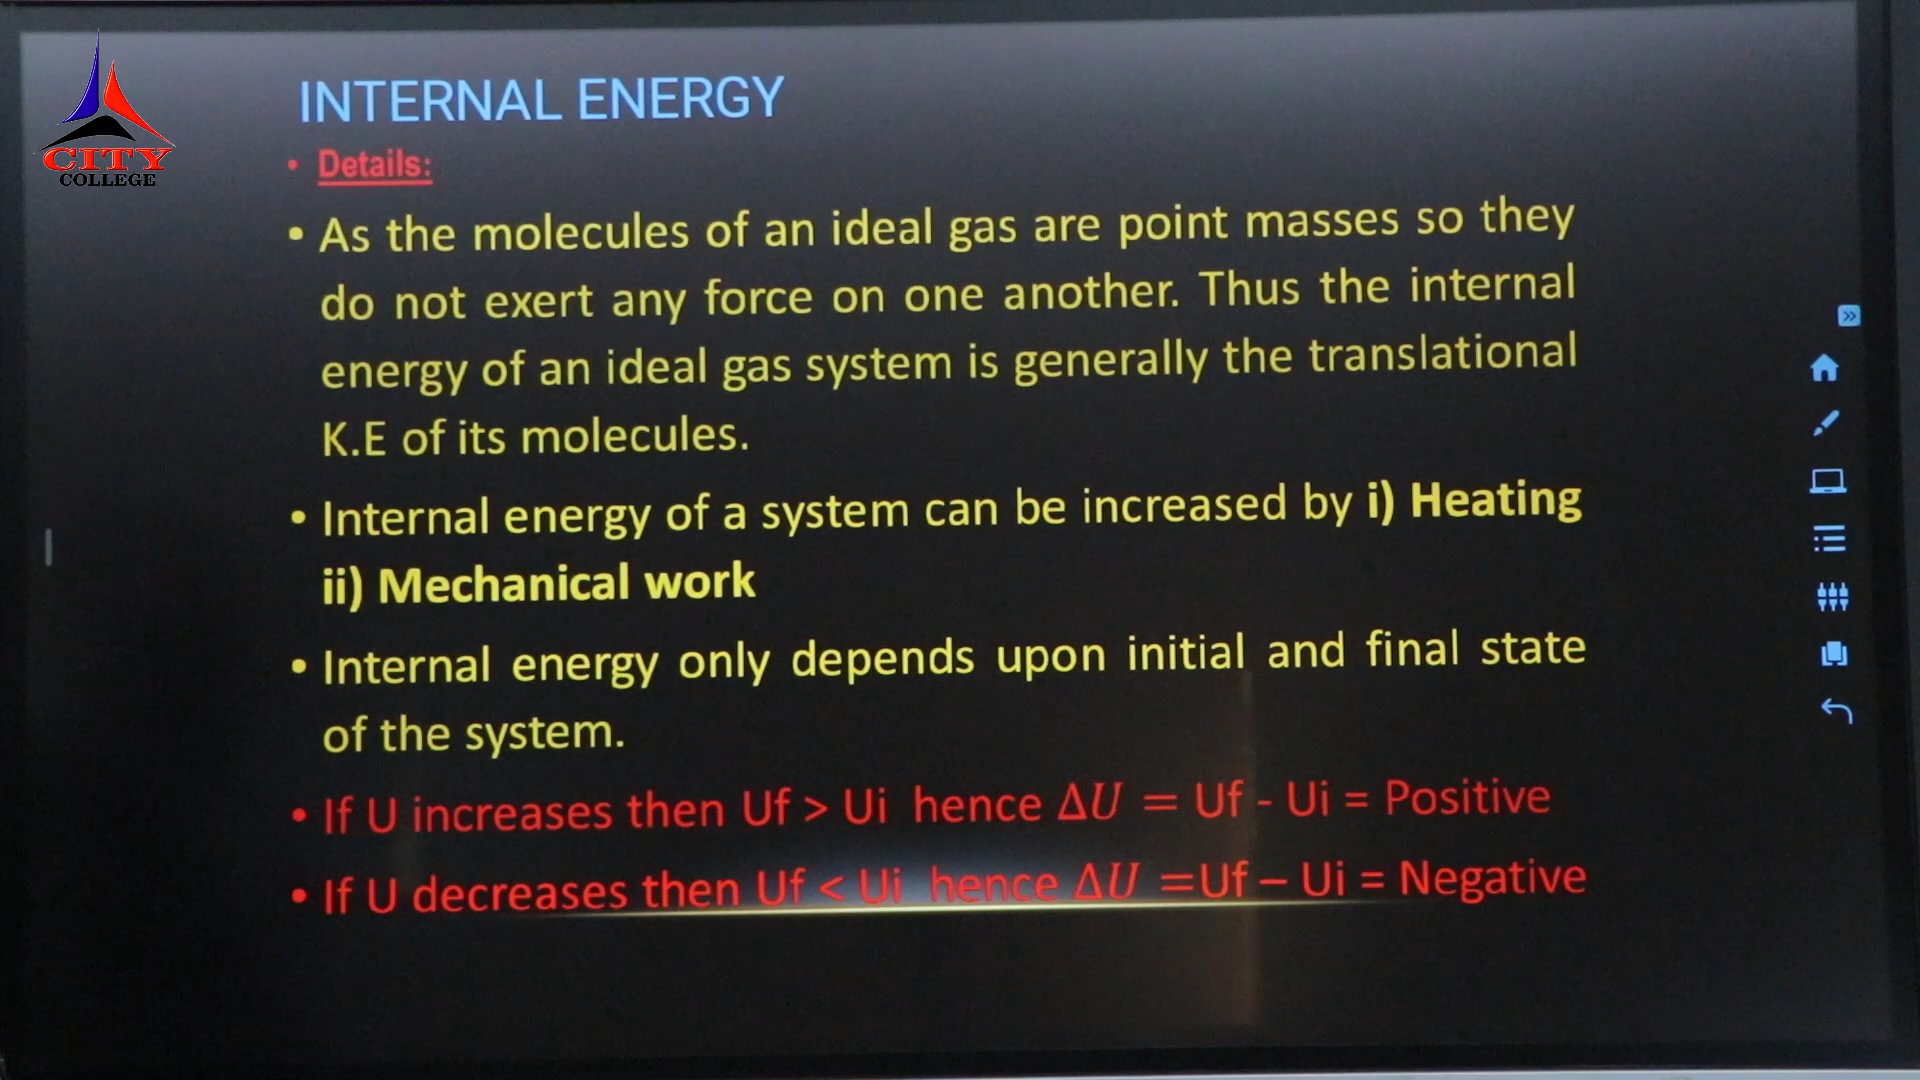 CITY
COLLEGE
INTERNAL ENERGY
• Details:
• As the molecules of an ideal gas are point masses so they
do not exert any force on one another. Thus the internal
energy of an ideal gas system is generally the translational
K.E of its molecules.
• Internal energy of a system can be increased by i) Heating
ii) Mechanical work
• Internal energy only depends upon initial and final state
of the system.
• If U increases then Uf > Ui hence ΔU = Uf - Ui = Positive
• If U decreases then Uf < Ui hence ΔU =Uf – Ui = Negative